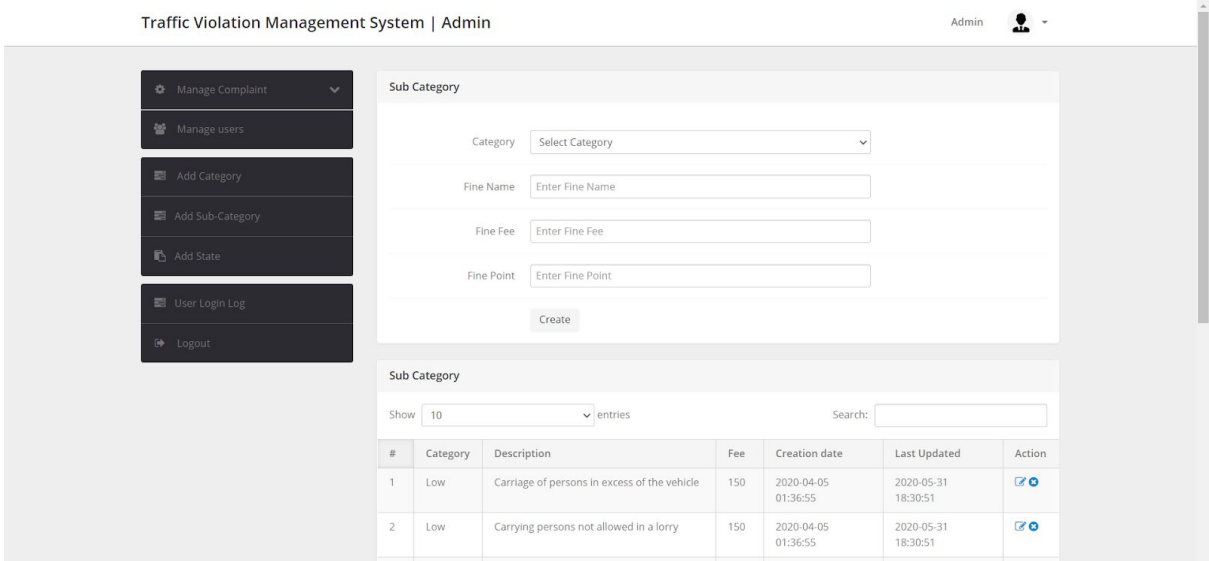 Traffic Violation Management System | Admin
Admin
Manage Complaint
Manage users
Add Category
Add Sub-Category
Add State
User Login Log
Logout
Sub Category
Category Select Category
Fine Name Enter Fine Name
Fine Fee Enter Fine Fee
Fine Point Enter Fine Point
Create
Sub Category
Show 10 entries Search:
# Category Description Fee Creation date Last Updated Action
1 Low Carriage of persons in excess of the vehicle 150 2020-04-05 2020-05-31
01:36:55 18:30:51
2 Low Carrying persons not allowed in a lorry 150 2020-04-05 2020-05-31
01:36:55 18:30:51